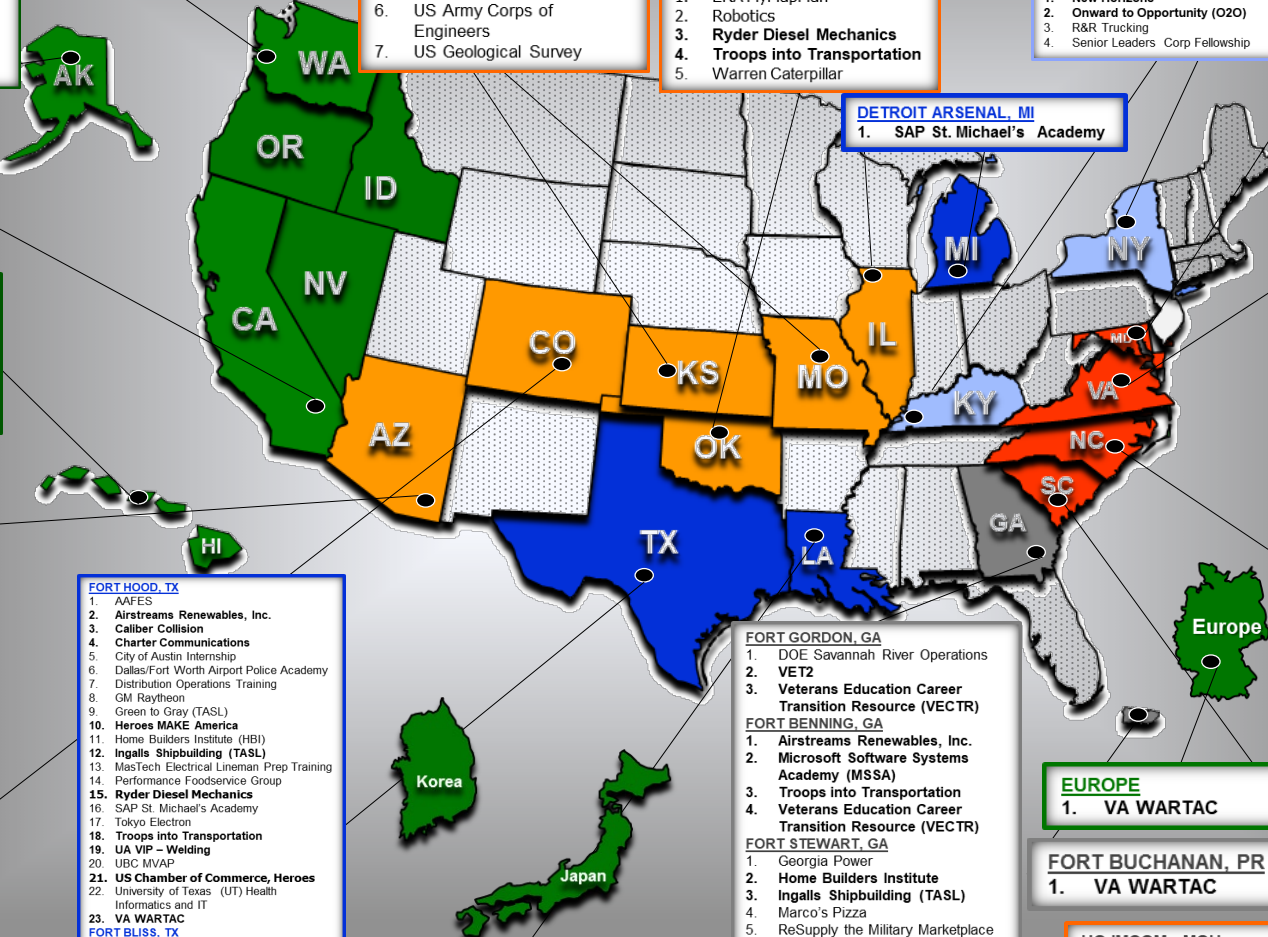 6. US Army Corps of
Engineers
7. US Geological Survey
2. Robotics
3. Ryder Diesel Mechanics
4. Troops into Transportation
5. Warren Caterpillar
2. Onward to Opportunity (O2O)
3. R&R Trucking
4. Senior Leaders Corp Fellowship
DETROIT ARSENAL, MI
1. SAP St. Michael's Academy
AK
WA
OR
ID
NV
CA
AZ
CO
KS
MO
IL
MI
NY
KY
MD
VA
NC
SC
GA
OK
TX
LA
HI
FORT HOOD, TX
1. AAFES
2. Airstreams Renewables, Inc.
3. Caliber Collision
4. Charter Communications
5. City of Austin Internship
6. Dallas/Fort Worth Airport Police Academy
7. Distribution Operations Training
8. GM Raytheon
9. Green to Gray (TASL)
10. Heroes MAKE America
11. Home Builders Institute (HBI)
12. Ingalls Shipbuilding (TASL)
13. MasTech Electrical Lineman Prep Training
14. Performance Foodservice Group
15. Ryder Diesel Mechanics
16. SAP St. Michael's Academy
17. Tokyo Electron
18. Troops into Transportation
19. UA VIP – Welding
20. UBC MVAP
21. US Chamber of Commerce, Heroes
22. University of Texas (UT) Health
Informatics and IT
23. VA WARTAC
FORT BLISS, TX
Korea
Japan
FORT GORDON, GA
1. DOE Savannah River Operations
2. VET2
3. Veterans Education Career
Transition Resource (VECTR)
FORT BENNING, GA
1. Airstreams Renewables, Inc.
2. Microsoft Software Systems
Academy (MSSA)
3. Troops into Transportation
4. Veterans Education Career
Transition Resource (VECTR)
FORT STEWART, GA
1. Georgia Power
2. Home Builders Institute
3. Ingalls Shipbuilding (TASL)
4. Marco's Pizza
5. ReSupply the Military Marketplace
Europe
EUROPE
1. VA WARTAC
FORT BUCHANAN, PR
1. VA WARTAC